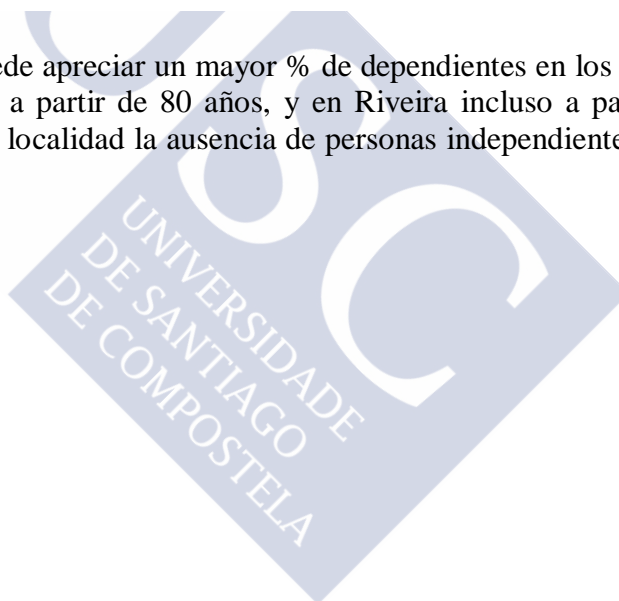 ede apreciar un mayor % de dependientes en los
a partir de 80 años, y en Riveira incluso a pa
localidad la ausencia de personas independiente
USC
UNIVERSIDADE
DE SANTIAGO
DE COMPOSTELA